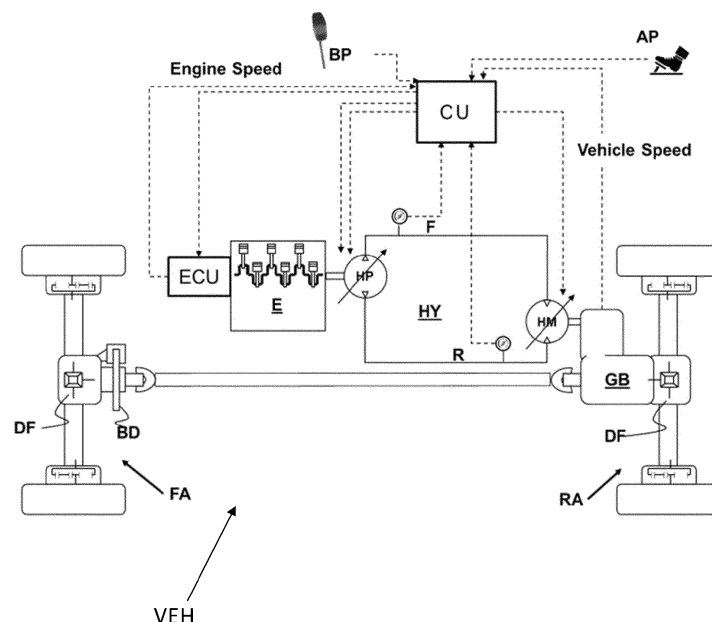 BP
AP
Engine Speed
CU
Vehicle Speed
F
ECU
E
HP
HY
HM
R
GB
DF
BD
DF
FA
RA
VEH